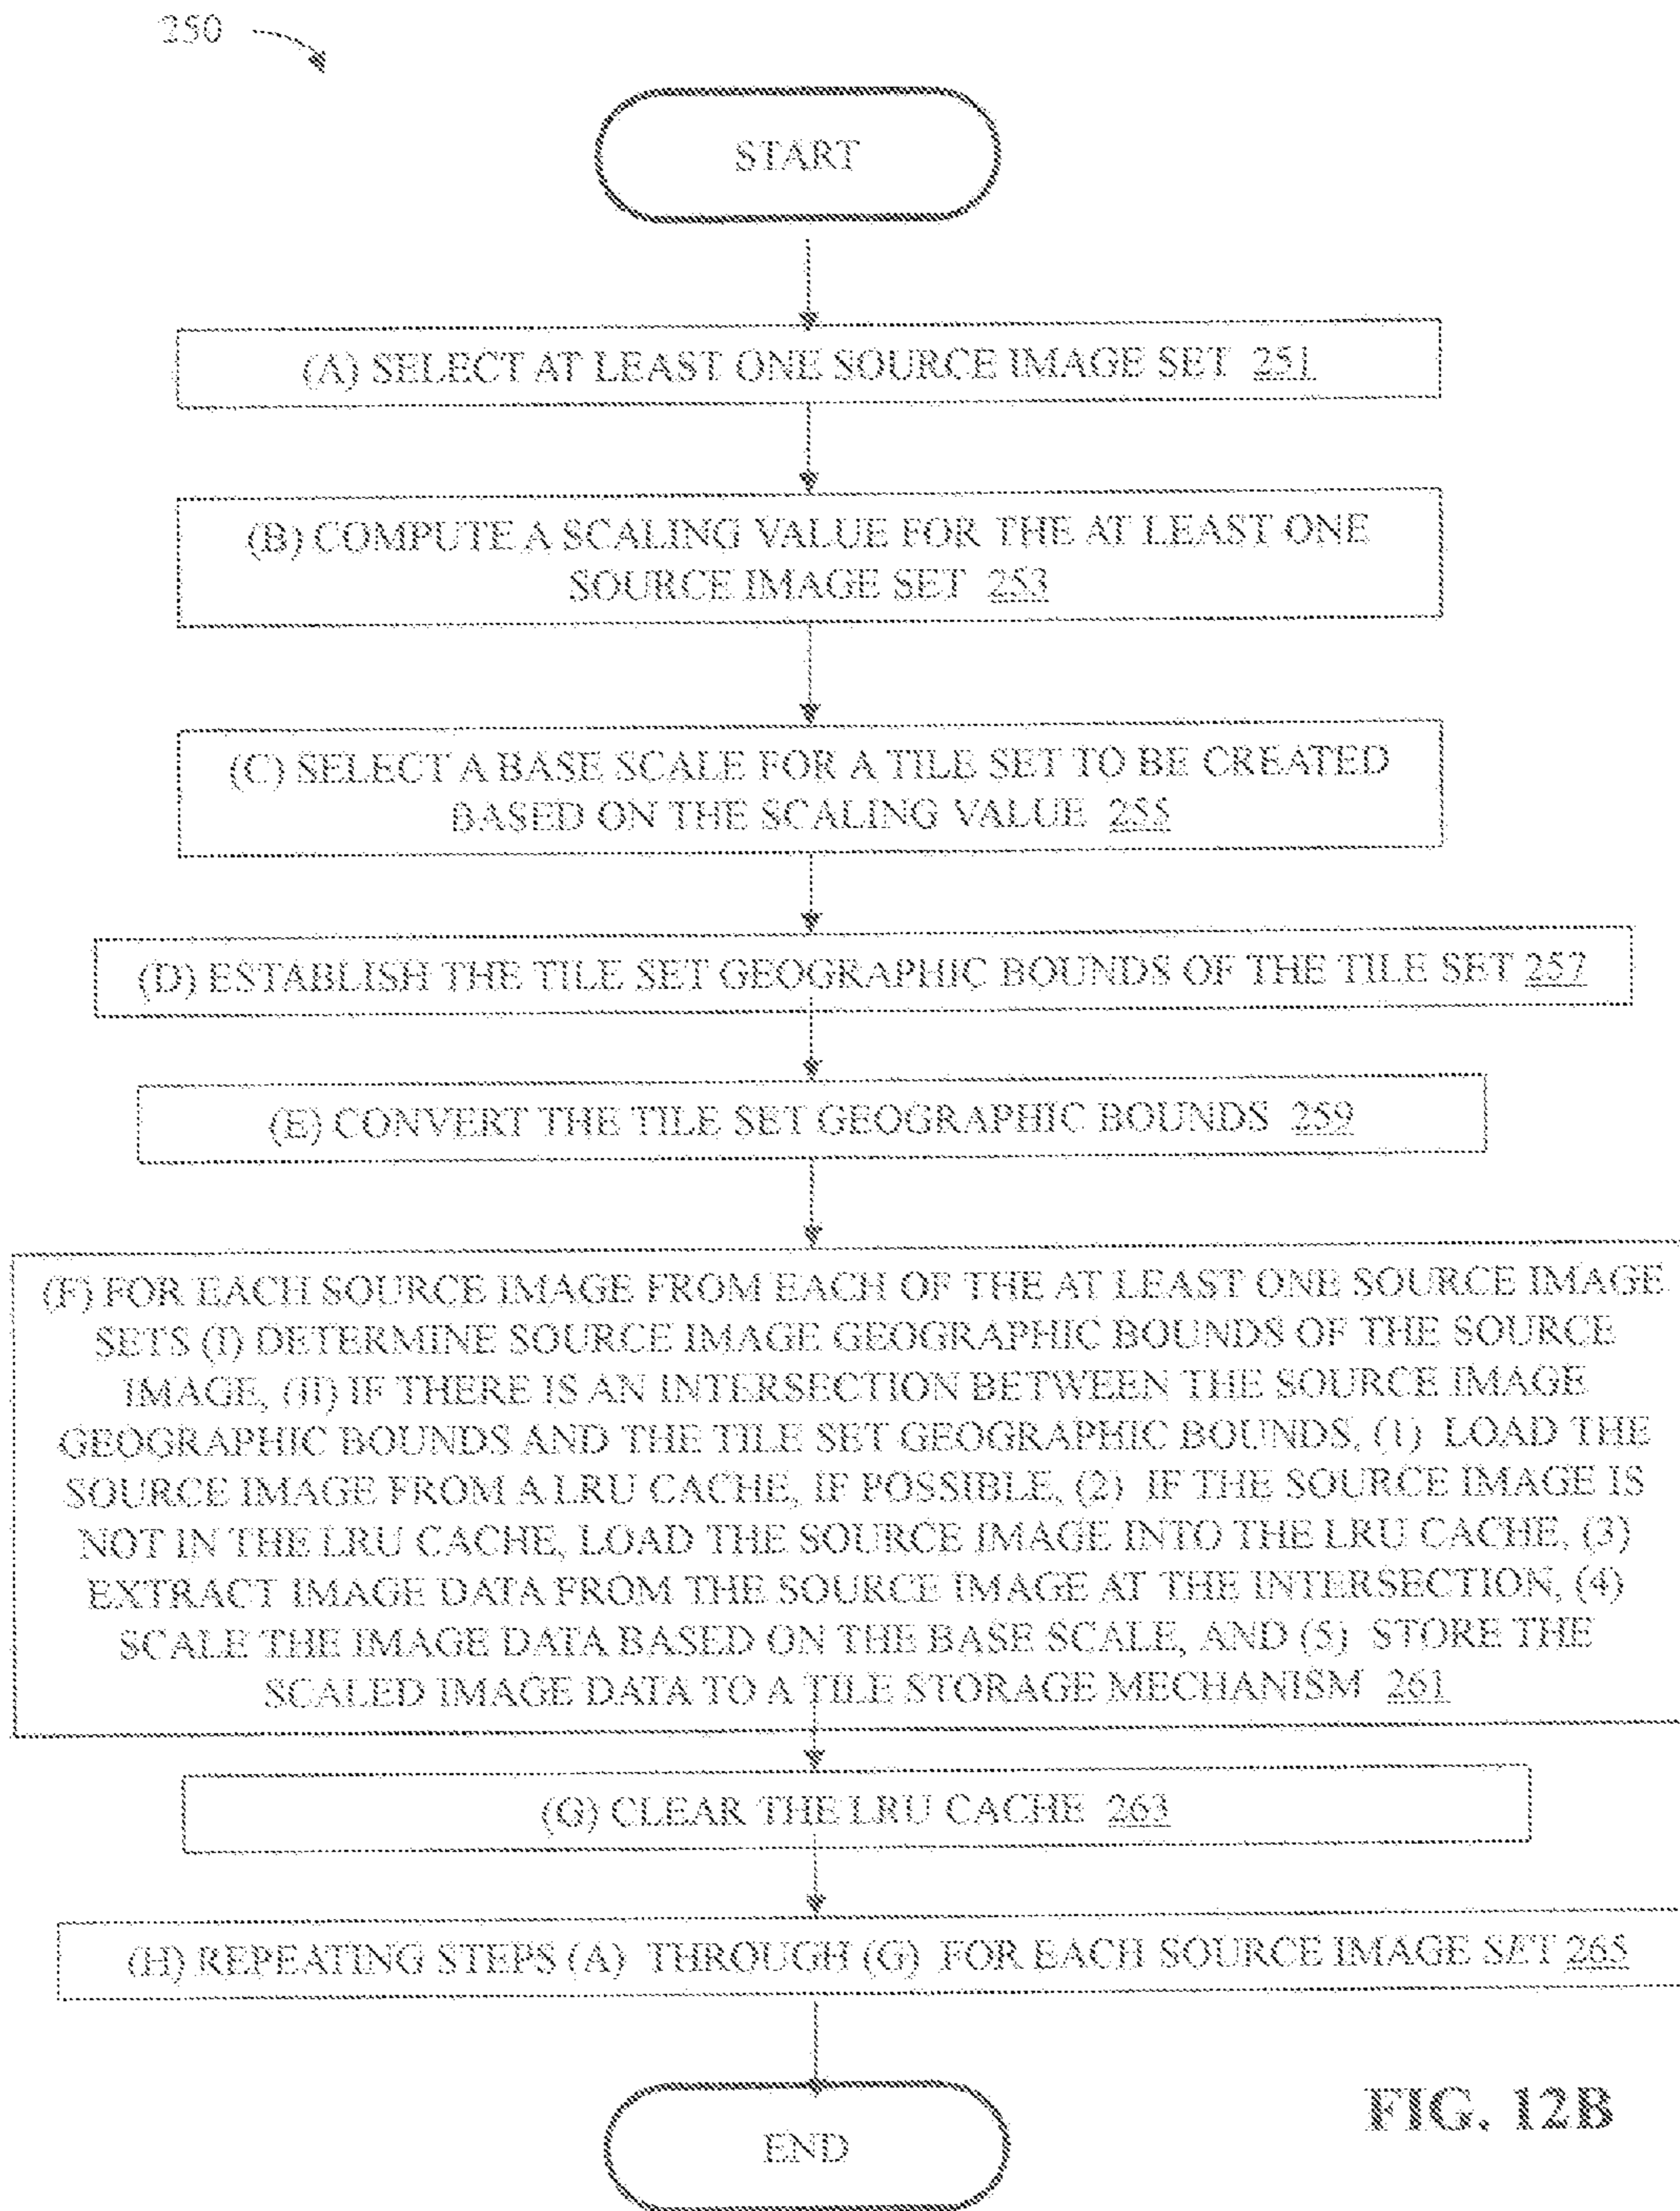 250
START
(A) SELECT AT LEAST ONE SOURCE IMAGE SET 251
(B) COMPUTE A SCALING VALUE FOR THE AT LEAST ONE
SOURCE IMAGE SET 253
(C) SELECT A BASE SCALE FOR A TILE SET TO BE CREATED
BASED ON THE SCALING VALUE 255
(D) ESTABLISH THE TILE SET GEOGRAPHIC BOUNDS OF THE TILE SET 257
(E) CONVERT THE TILE SET GEOGRAPHIC BOUNDS 259
(F) FOR EACH SOURCE IMAGE FROM EACH OF THE AT LEAST ONE SOURCE IMAGE
SETS (I) DETERMINE SOURCE IMAGE GEOGRAPHIC BOUNDS OF THE SOURCE
IMAGE, (II) IF THERE IS AN INTERSECTION BETWEEN THE SOURCE IMAGE
GEOGRAPHIC BOUNDS AND THE TILE SET GEOGRAPHIC BOUNDS, (1) LOAD THE
SOURCE IMAGE FROM A LRU CACHE, IF POSSIBLE, (2) IF THE SOURCE IMAGE IS
NOT IN THE LRU CACHE, LOAD THE SOURCE IMAGE INTO THE LRU CACHE, (3)
EXTRACT IMAGE DATA FROM THE SOURCE IMAGE AT THE INTERSECTION, (4)
SCALE THE IMAGE DATA BASED ON THE BASE SCALE, AND (5) STORE THE
SCALED IMAGE DATA TO A TILE STORAGE MECHANISM 261
(G) CLEAR THE LRU CACHE 263
(H) REPEATING STEPS (A) THROUGH (G) FOR EACH SOURCE IMAGE SET 265
END
FIG. 12B